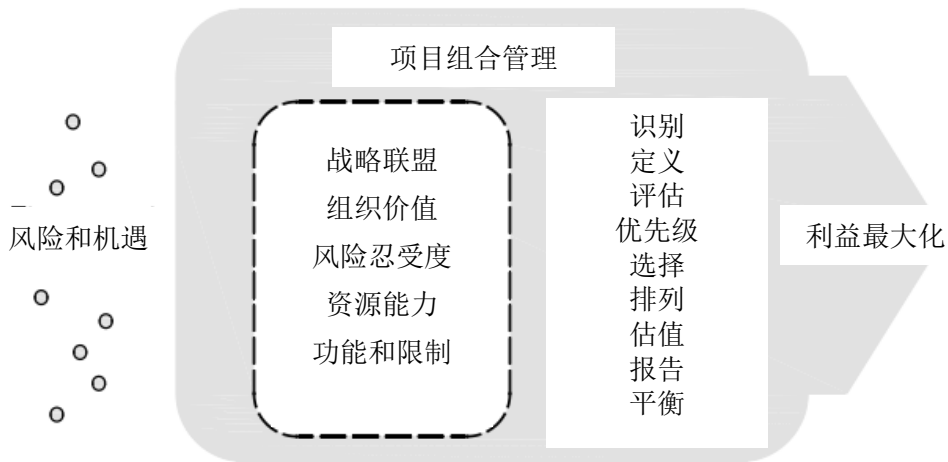 项目组合管理
风险和机遇
战略联盟
组织价值
风险忍受度
资源能力
功能和限制
识别
定义
评估
优先级
选择
排列
估值
报告
平衡
利益最大化